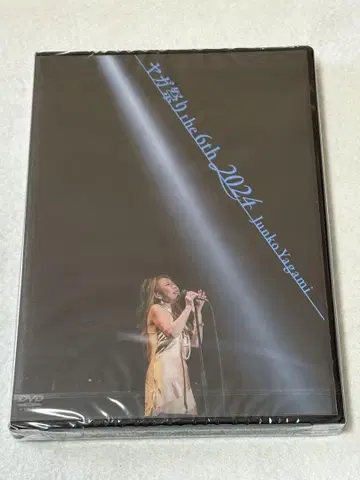 ヤガ祭り the 6th 2024 Junko Yagami
DVD